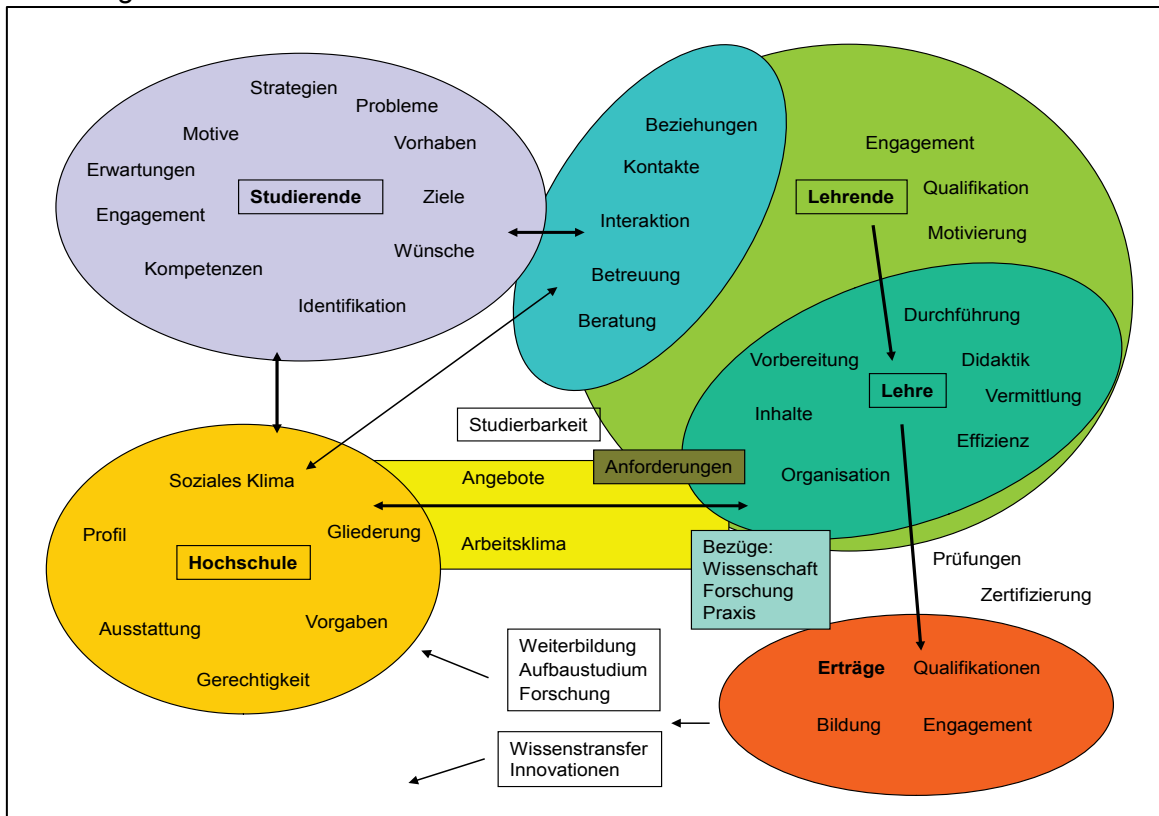 Strategien
Probleme
Motive
Vorhaben
Erwartungen
Studierende
Ziele
Engagement
Wünsche
Kompetenzen
Identifikation
Beziehungen
Kontakte
Interaktion
Betreuung
Beratung
Engagement
Lehrende
Qualifikation
Motivierung
Durchführung
Vorbereitung
Didaktik
Lehre
Vermittlung
Inhalte
Effizienz
Organisation
Studierbarkeit
Anforderungen
Angebote
Arbeitsklima
Soziales Klima
Profil
Gliederung
Hochschule
Ausstattung
Vorgaben
Gerechtigkeit
Bezüge:
Wissenschaft
Forschung
Praxis
Prüfungen
Zertifizierung
Weiterbildung
Aufbaustudium
Forschung
Wissenstransfer
Innovationen
Erträge
Qualifikationen
Bildung
Engagement